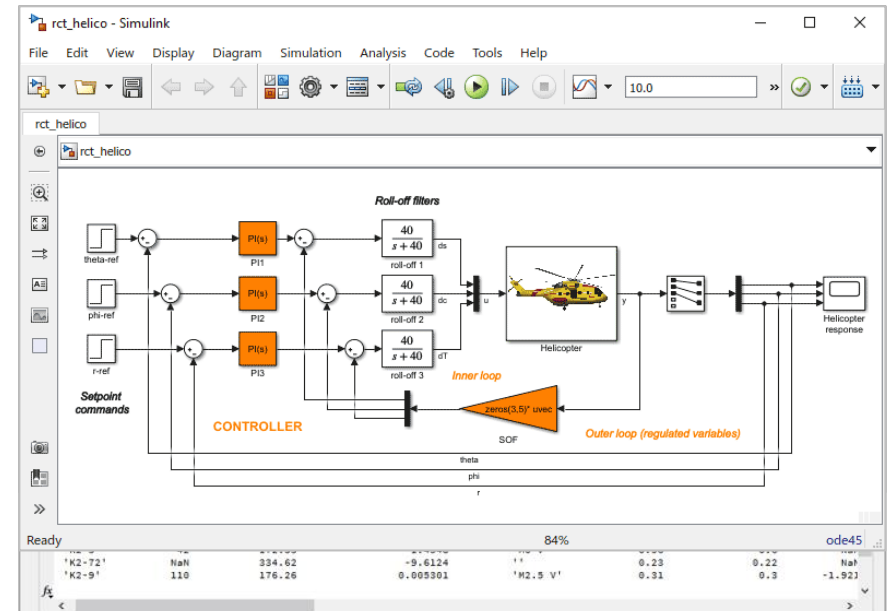 rct_helico - Simulink
File Edit View Display Diagram Simulation Analysis Code Tools Help
10.0
»
rct_helico
rct_helico
Roll-off filters
theta-ref
PI(s)
PI1
40
s + 40
roll-off 1
ds
phi-ref
PI(s)
PI2
40
s + 40
roll-off 2
dc
r-ref
PI(s)
PI3
40
s + 40
roll-off 3
dT
u
Helicopter
y
Helicopter
response
Setpoint
commands
CONTROLLER
Inner loop
zeros(3,5)* uvec
SOF
Outer loop (regulated variables)
theta
phi
r
Ready 84% ode45
'K2-72' NaN 334.62 -9.6124 '' 0.23 0.22 NaN
'K2-9' 110 176.26 0.005301 'M2.5 V' 0.31 0.3 -1.921
fx